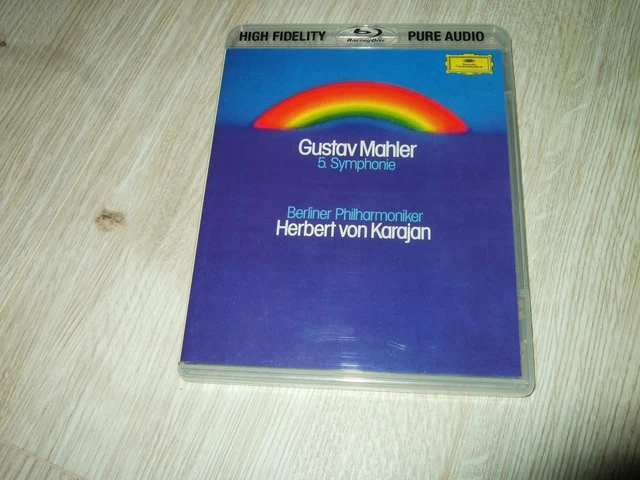 HIGH FIDELITY
PURE AUDIO
Gustav Mahler
5. Symphonie
Berliner Philharmoniker
Herbert von Karajan